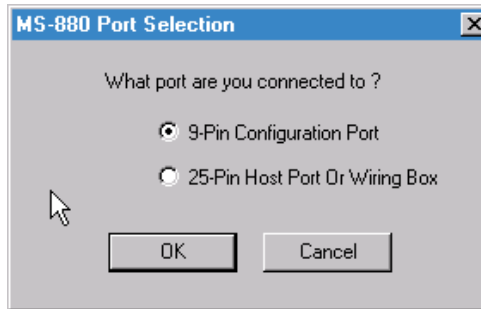 MS-880 Port Selection
What port are you connected to ?
9-Pin Configuration Port
25-Pin Host Port Or Wiring Box
OK Cancel